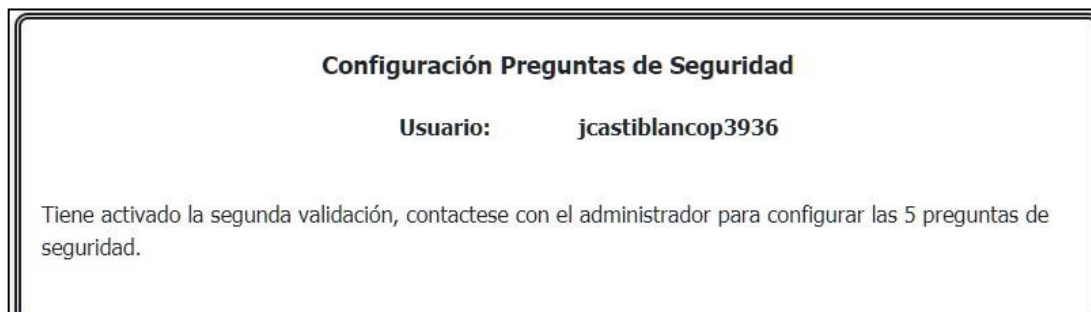 Configuración Preguntas de Seguridad
Usuario: jcastiblancop3936
Tiene activado la segunda validación, contactese con el administrador para configurar las 5 preguntas de
seguridad.